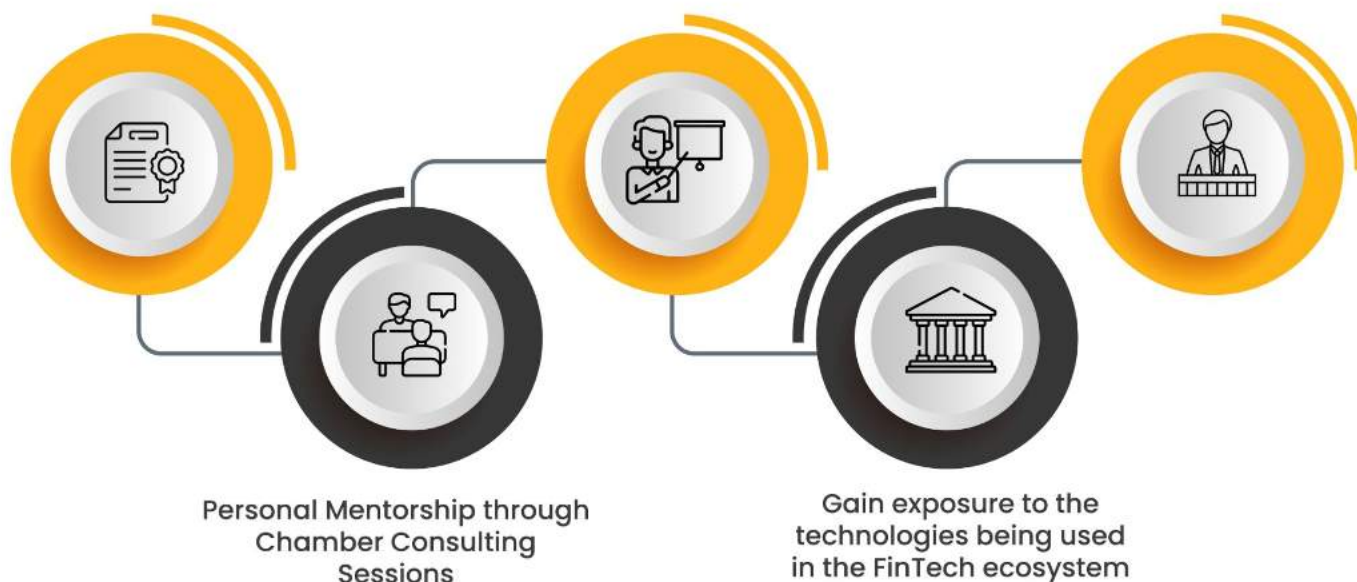 Personal Mentorship through
Chamber Consulting
Sessions
Gain exposure to the
technologies being used
in the FinTech ecosystem